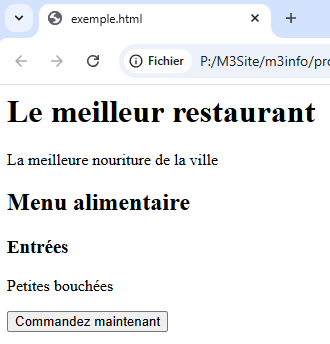 exemple.html
Fichier P:/M3Site/m3info/pro
Le meilleur restaurant
La meilleure nouriture de la ville
Menu alimentaire
Entrées
Petites bouchées
Commandez maintenant